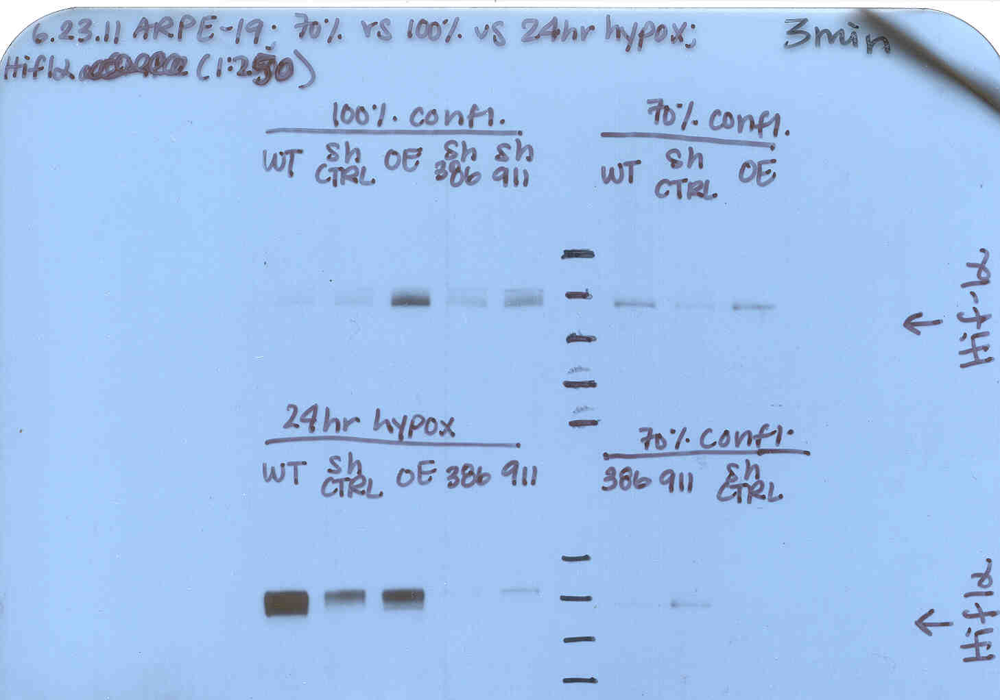 6.23.11 ARPE-19; 70% vs 100% vs 24hr hypox;
3min
Hif1α (1:250)
100% confl.
WT sh CTRL OE sh 386 sh 911
70% confl.
WT sh CTRL OE
Hif-1α
←
24hr hypox
WT sh CTRL OE 386 911
70% confl.
386 911 sh CTRL
Hif1α
←